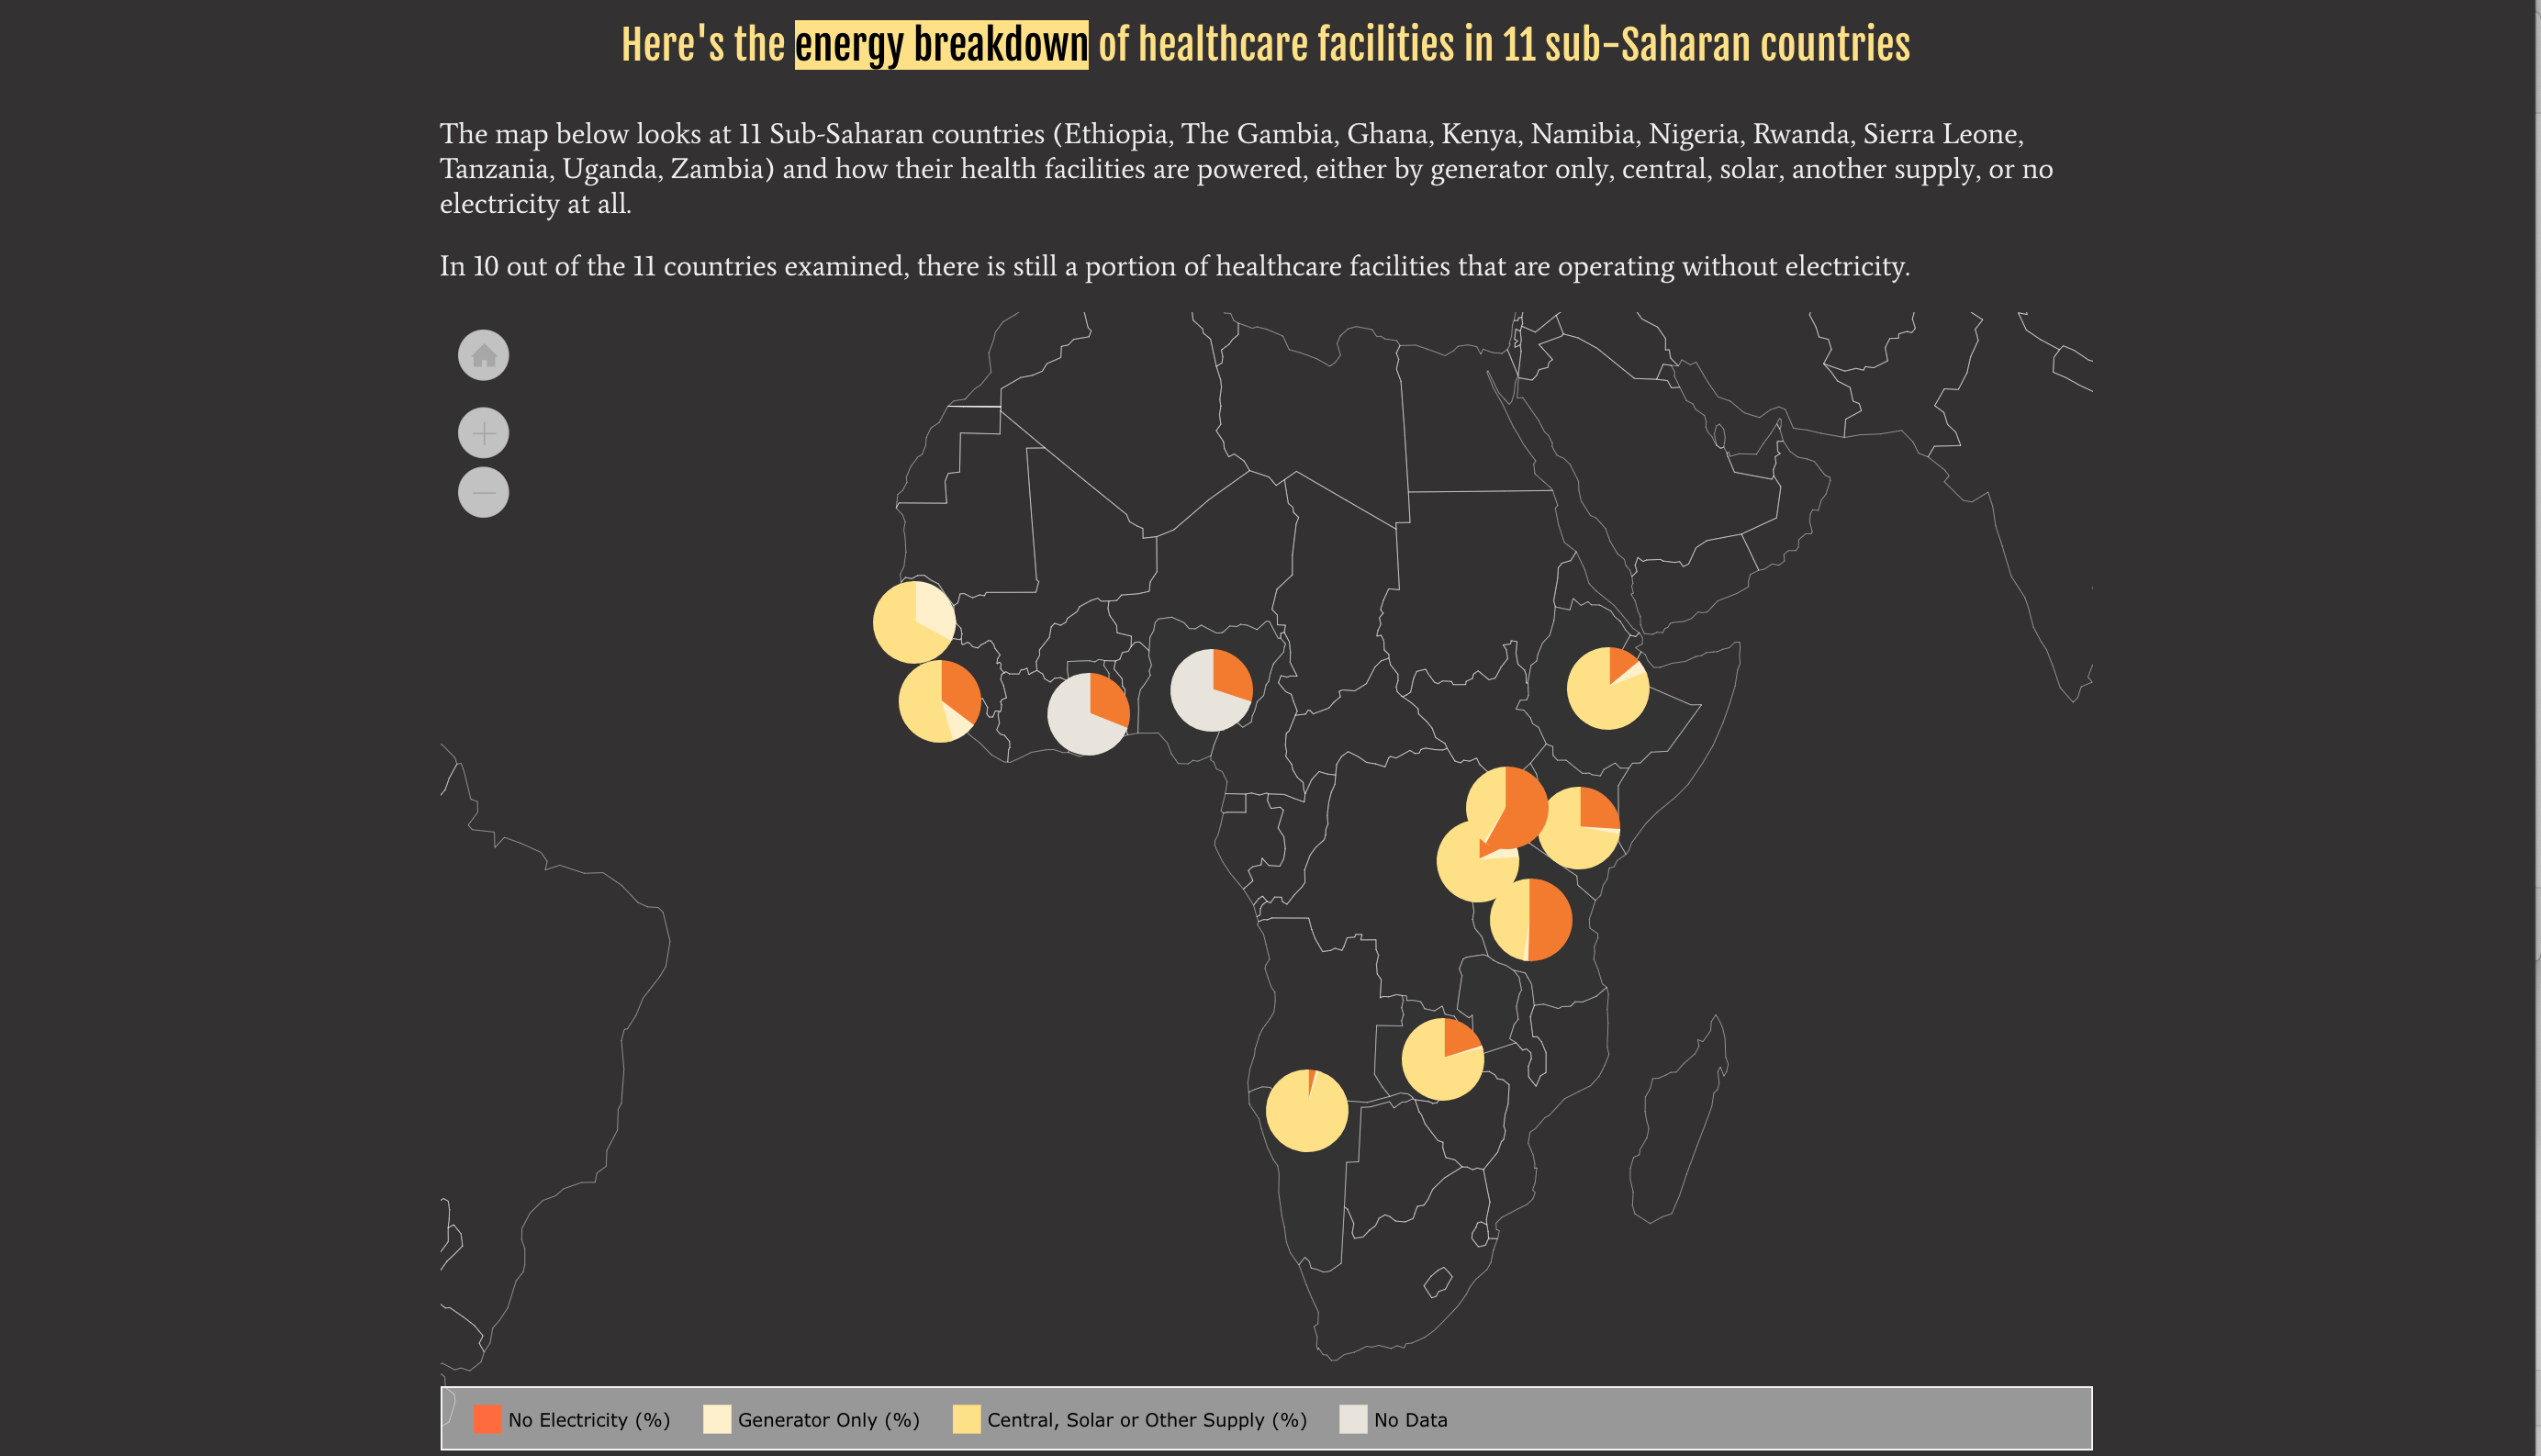 Here's the energy breakdown of healthcare facilities in 11 sub-Saharan countries
The map below looks at 11 Sub-Saharan countries (Ethiopia, The Gambia, Ghana, Kenya, Namibia, Nigeria, Rwanda, Sierra Leone,
Tanzania, Uganda, Zambia) and how their health facilities are powered, either by generator only, central, solar, another supply, or no
electricity at all.
In 10 out of the 11 countries examined, there is still a portion of healthcare facilities that are operating without electricity.
No Electricity (%) Generator Only (%) Central, Solar or Other Supply (%) No Data